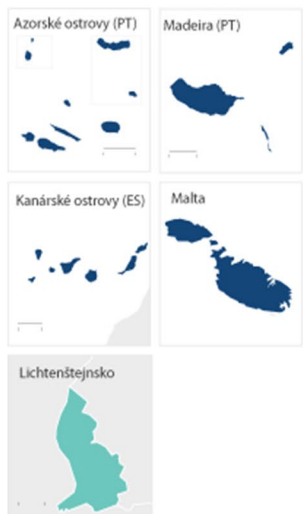 Azorské ostrovy (PT)
Madeira (PT)
Kanárské ostrovy (ES)
Malta
Lichtenštejnsko